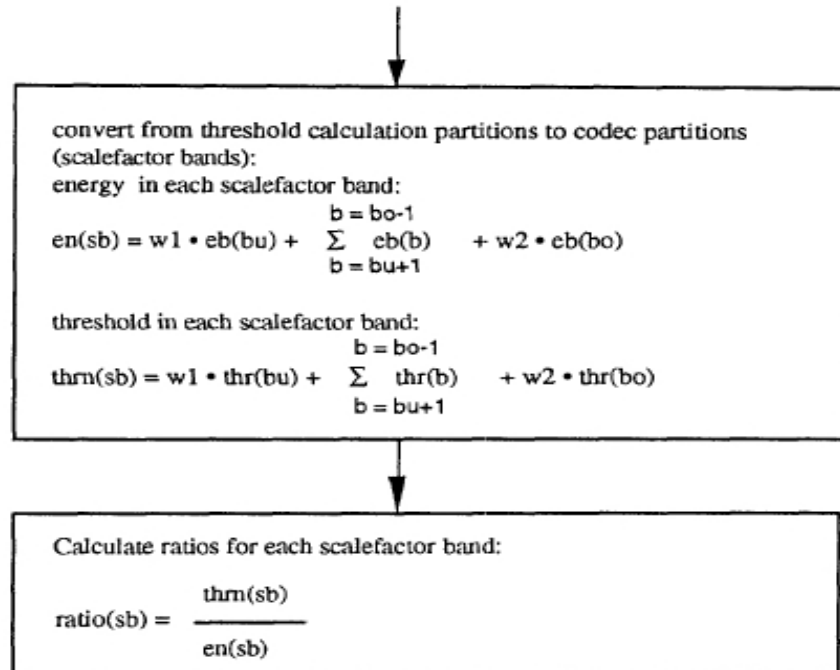 convert from threshold calculation partitions to codec partitions
(scalefactor bands):
energy in each scalefactor band:
b = bo-1
en(sb) = w1 • eb(bu) + Σ eb(b) + w2 • eb(bo)
b = bu+1
threshold in each scalefactor band:
b = bo-1
thm(sb) = w1 • thr(bu) + Σ thr(b) + w2 • thr(bo)
b = bu+1
Calculate ratios for each scalefactor band:
thm(sb)
ratio(sb) =
en(sb)